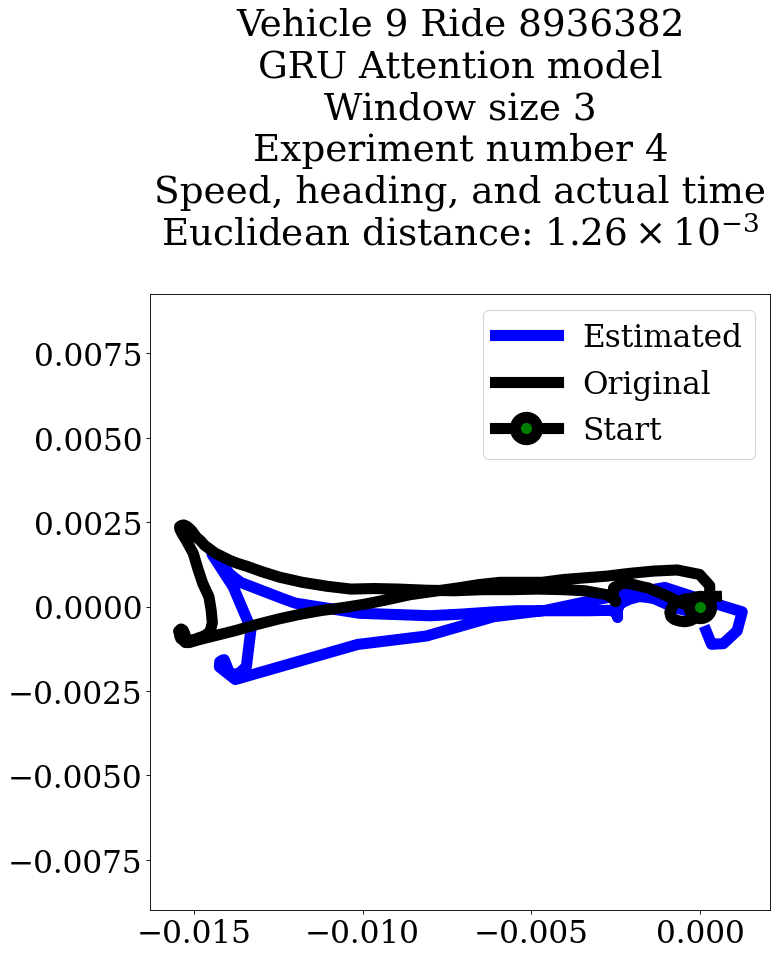 Vehicle 9 Ride 8936382
GRU Attention model
Window size 3
Experiment number 4
Speed, heading, and actual time
Euclidean distance: 1.26 × 10⁻³
Estimated
Original
Start
0.0075
0.0050
0.0025
0.0000
−0.0025
−0.0050
−0.0075
−0.015
−0.010
−0.005
0.000